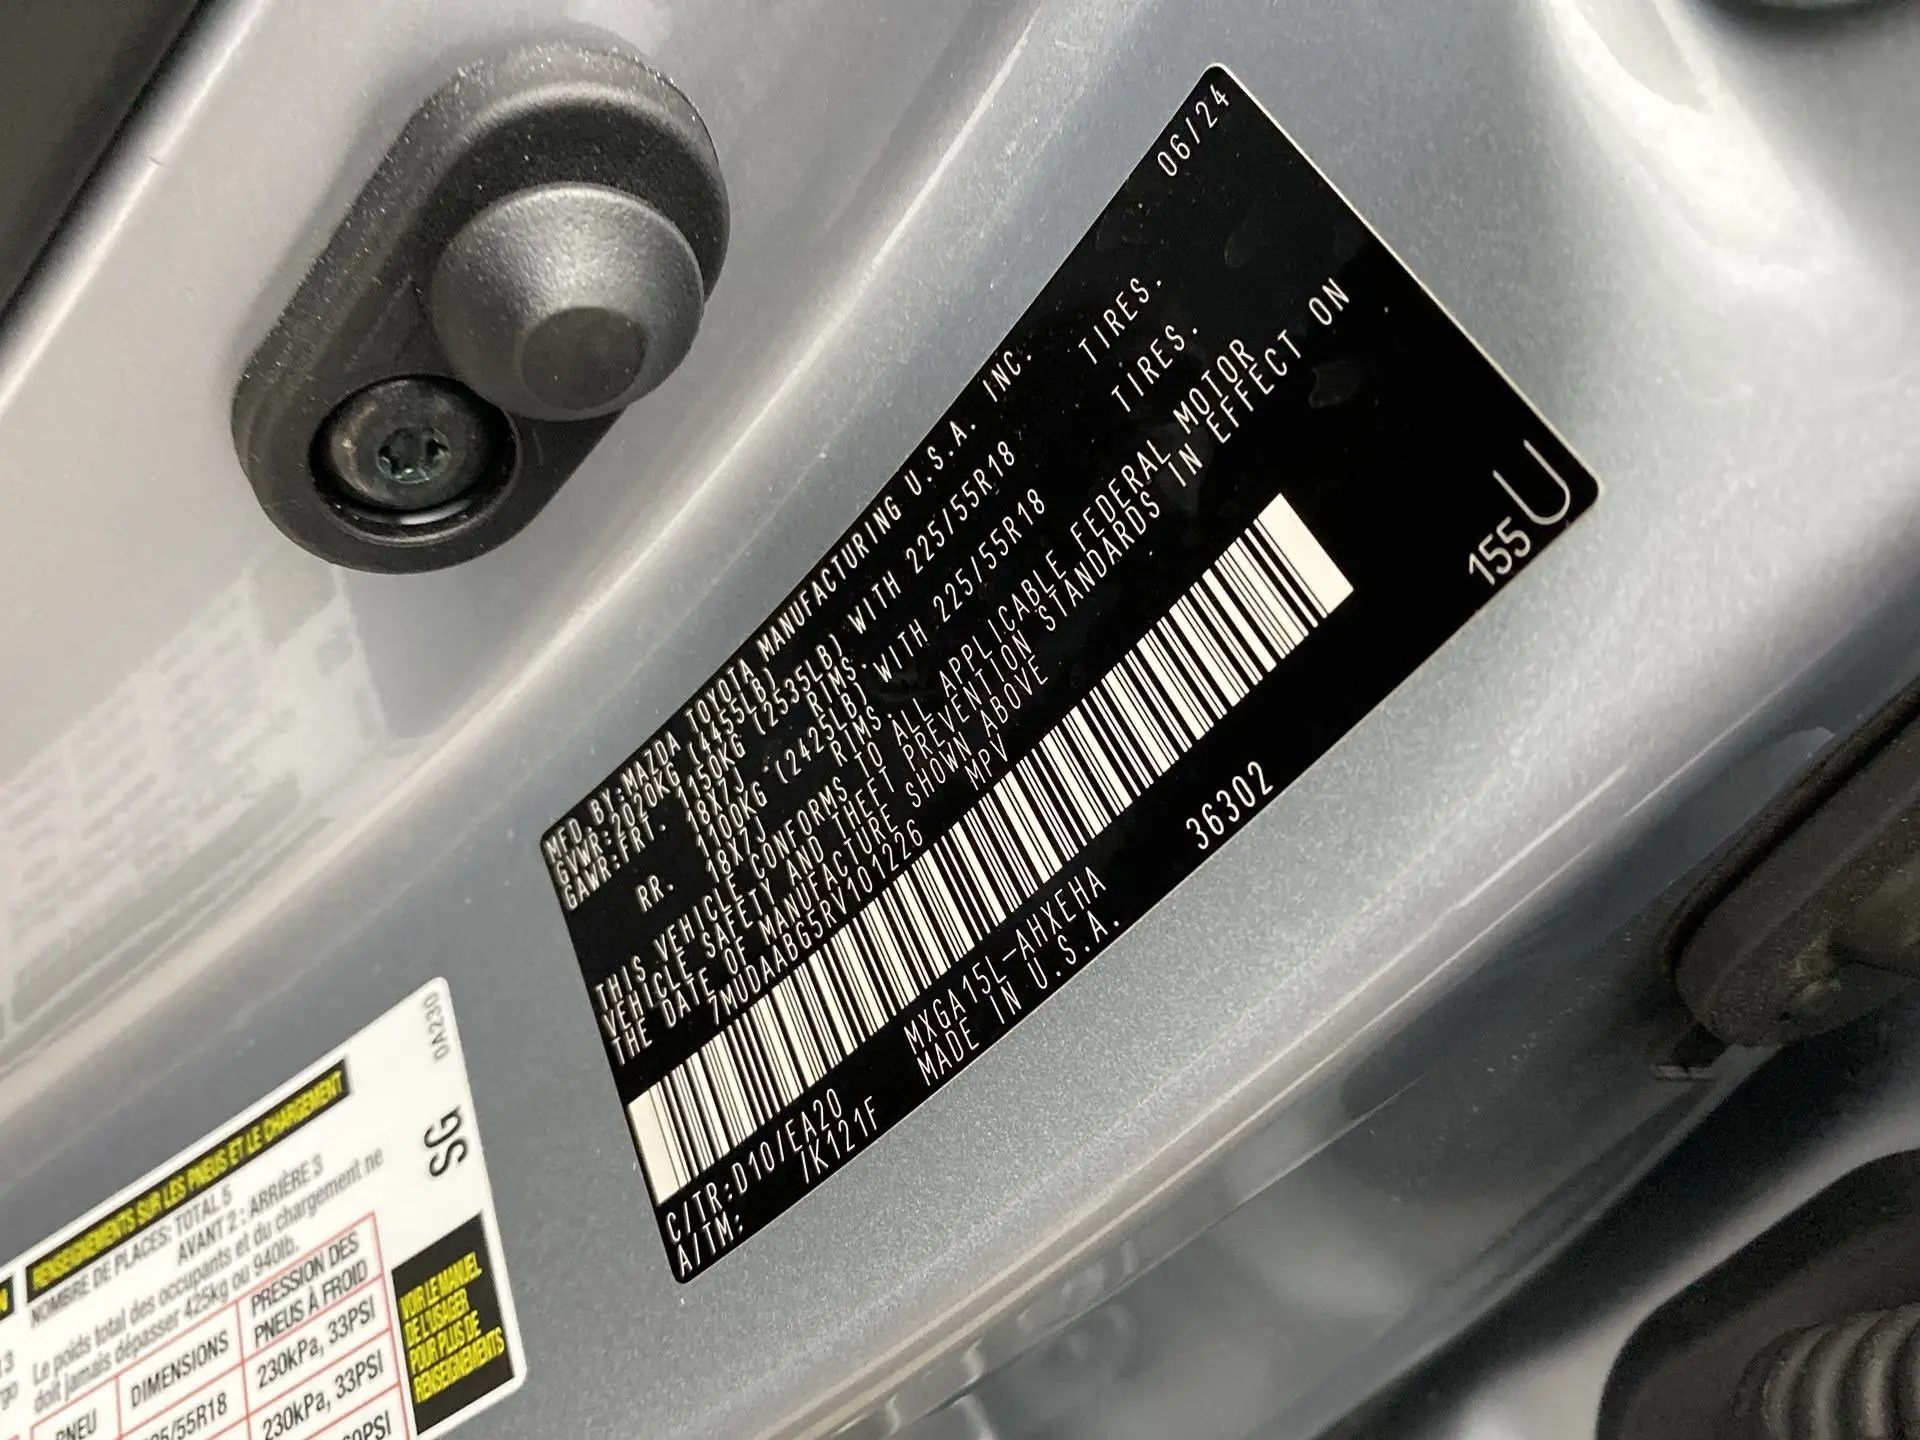 06/24
MFD BY:MAZDA TOYOTA MANUFACTURING U.S.A. INC.
GVWR:2020KG (4455LB)
GAWR:FRT. 1150KG (2535LB) WITH 225/55R18 TIRES.
18X7J RIMS.
RR. 1100KG (2425LB) WITH 225/55R18 TIRES.
18X7J RIMS.
THIS VEHICLE CONFORMS TO ALL APPLICABLE FEDERAL MOTOR
VEHICLE SAFETY AND THEFT PREVENTION STANDARDS IN EFFECT ON
THE DATE OF MANUFACTURE SHOWN ABOVE
7MUDAABG5RV101226 MPV
155U
C/TR:D10/EA20 MXGA15L-AHXEHA 36302
A/TM: /K121F MADE IN U.S.A.
0A230
SG
RENSEIGNEMENTS SUR LES PNEUS ET LE CHARGEMENT
NOMBRE DE PLACES: TOTAL 5
AVANT 2 : ARRIÈRE 3
Le poids total des occupants et du chargement ne
doit jamais dépasser 425kg ou 940lb.
PNEU DIMENSIONS PRESSION DES
PNEUS À FROID
230kPa, 33PSI
230kPa, 33PSI
VOIR LE MANUEL
DE L'USAGER
POUR PLUS DE
RENSEIGNEMENTS